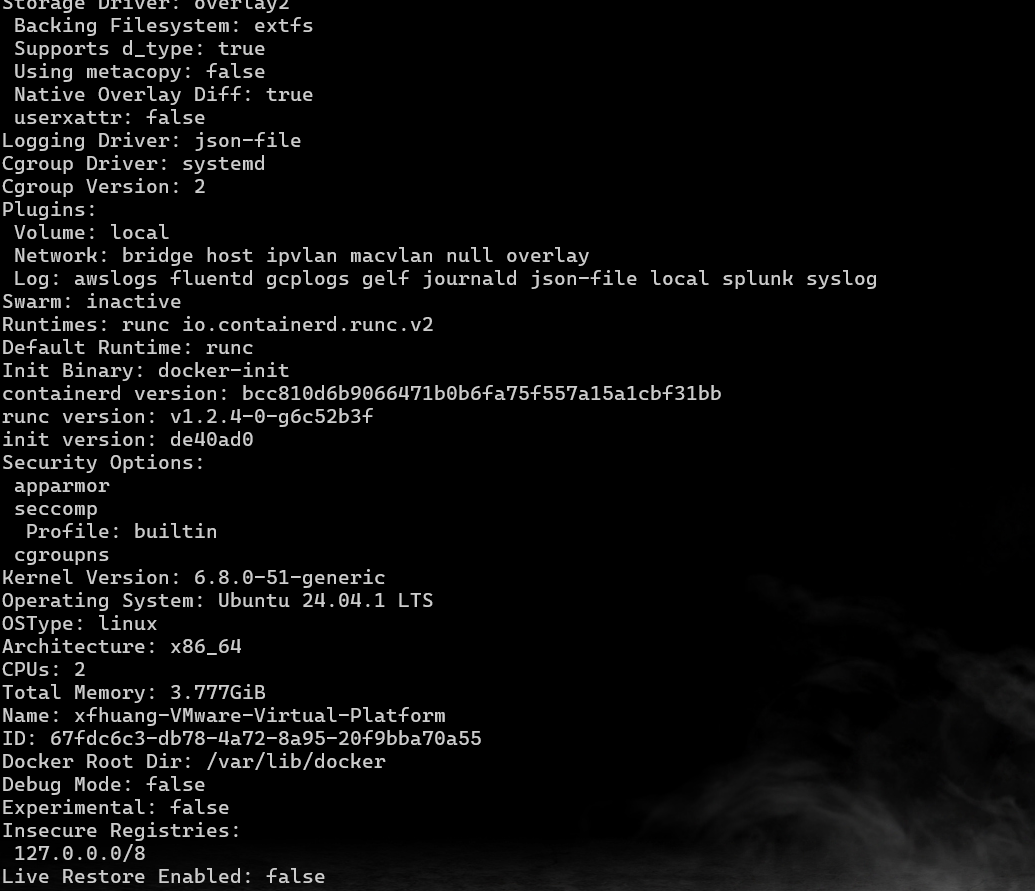 Storage Driver: overlay2
 Backing Filesystem: extfs
 Supports d_type: true
 Using metacopy: false
 Native Overlay Diff: true
 userxattr: false
Logging Driver: json-file
Cgroup Driver: systemd
Cgroup Version: 2
Plugins:
 Volume: local
 Network: bridge host ipvlan macvlan null overlay
 Log: awslogs fluentd gcplogs gelf journald json-file local splunk syslog
Swarm: inactive
Runtimes: runc io.containerd.runc.v2
Default Runtime: runc
Init Binary: docker-init
containerd version: bcc810d6b9066471b0b6fa75f557a15a1cbf31bb
runc version: v1.2.4-0-g6c52b3f
init version: de40ad0
Security Options:
 apparmor
 seccomp
  Profile: builtin
 cgroupns
Kernel Version: 6.8.0-51-generic
Operating System: Ubuntu 24.04.1 LTS
OSType: linux
Architecture: x86_64
CPUs: 2
Total Memory: 3.777GiB
Name: xfhuang-VMware-Virtual-Platform
ID: 67fdc6c3-db78-4a72-8a95-20f9bba70a55
Docker Root Dir: /var/lib/docker
Debug Mode: false
Experimental: false
Insecure Registries:
 127.0.0.0/8
Live Restore Enabled: false